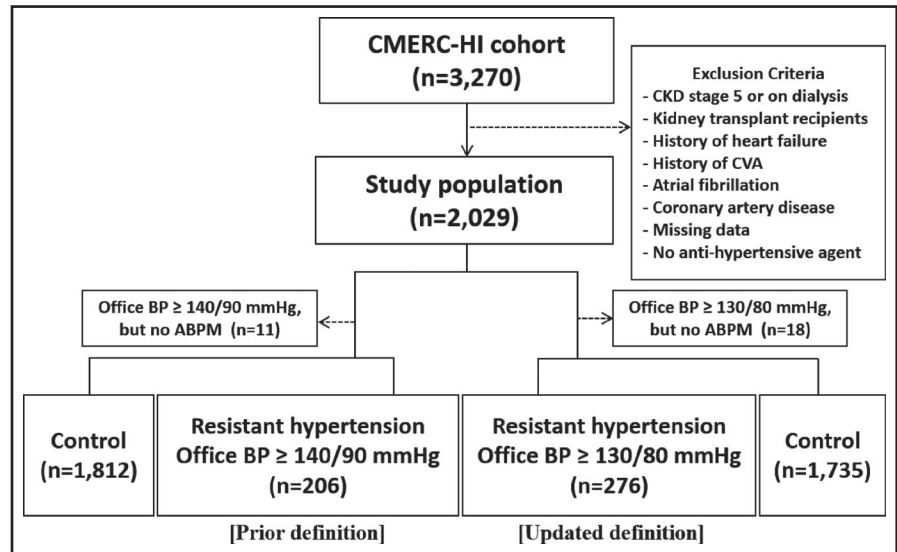 CMERC-HI cohort
(n=3,270)
Exclusion Criteria
- CKD stage 5 or on dialysis
- Kidney transplant recipients
- History of heart failure
- History of CVA
- Atrial fibrillation
- Coronary artery disease
- Missing data
- No anti-hypertensive agent
Study population
(n=2,029)
Office BP ≥ 140/90 mmHg,
but no ABPM (n=11)
Office BP ≥ 130/80 mmHg,
but no ABPM (n=18)
Control
(n=1,812)
Resistant hypertension
Office BP ≥ 140/90 mmHg
(n=206)
Resistant hypertension
Office BP ≥ 130/80 mmHg
(n=276)
Control
(n=1,735)
[Prior definition]
[Updated definition]